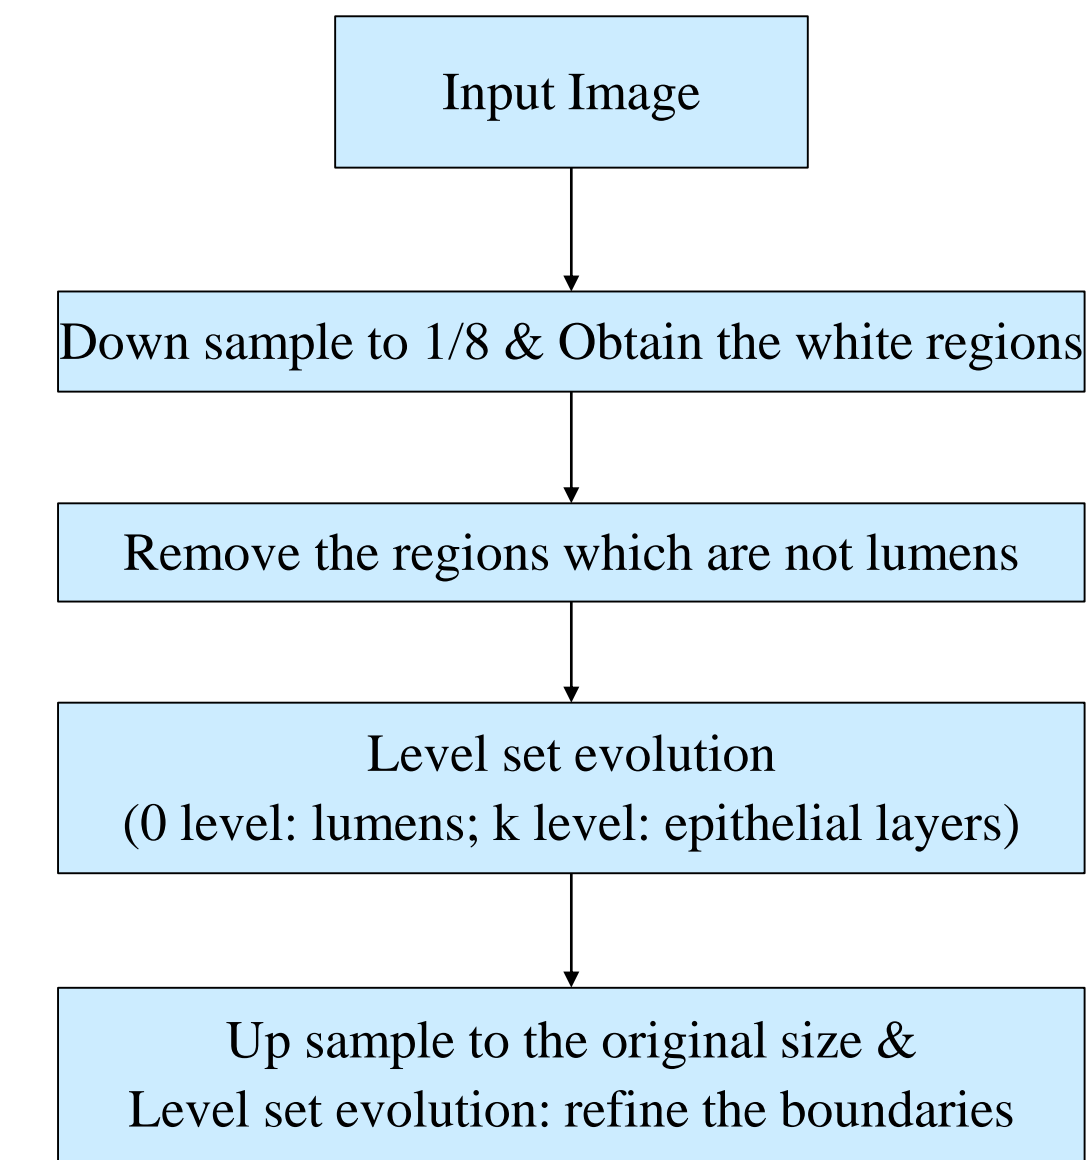 Input Image
Down sample to 1/8 & Obtain the white regions
Remove the regions which are not lumens
Level set evolution
(0 level: lumens; k level: epithelial layers)
Up sample to the original size &
Level set evolution: refine the boundaries